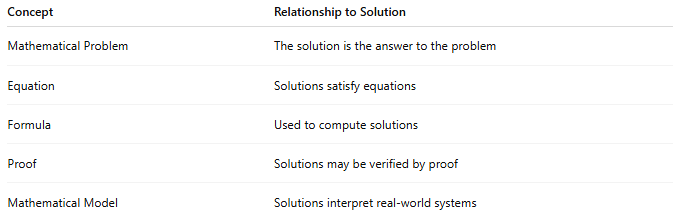 Concept Relationship to Solution
Mathematical Problem The solution is the answer to the problem
Equation Solutions satisfy equations
Formula Used to compute solutions
Proof Solutions may be verified by proof
Mathematical Model Solutions interpret real-world systems